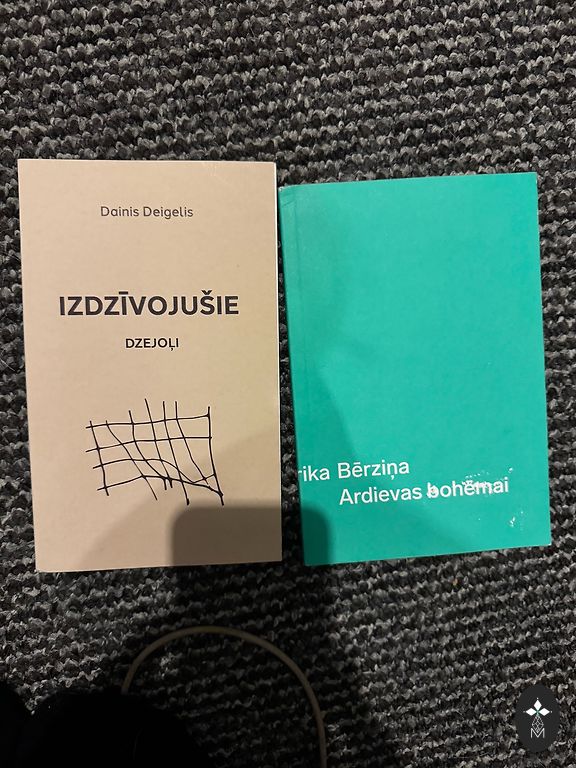 Dainis Deigelis
IZDZĪVOJUŠIE
DZEJOĻI
rika Bērziņa
Ardievas bohēmai